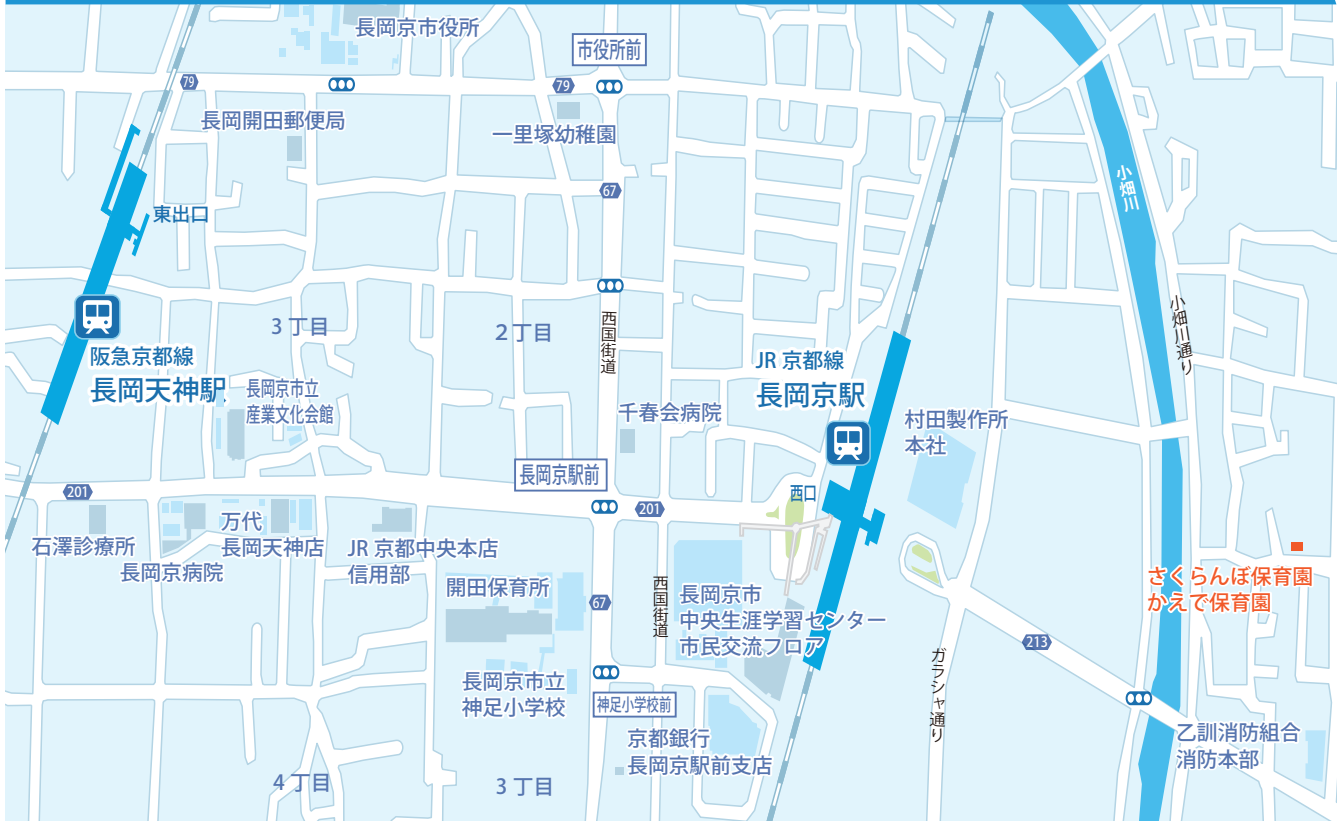 長岡京市役所
市役所前
79
79
長岡開田郵便局
一里塚幼稚園
67
小畑川
東出口
3 丁目
2 丁目
西国街道
小畑川通り
阪急京都線
長岡天神駅
長岡京市立
産業文化会館
JR 京都線
長岡京駅
千春会病院
村田製作所
本社
長岡京駅前
201
201
西口
石澤診療所
長岡京病院
万代
長岡天神店
JR 京都中央本店
信用部
開田保育所
67
西国街道
長岡京市
中央生涯学習センター
市民交流フロア
さくらんぼ保育園
かえで保育園
213
ガラシャ通り
長岡京市立
神足小学校
神足小学校前
京都銀行
長岡京駅前支店
乙訓消防組合
消防本部
4 丁目
3 丁目